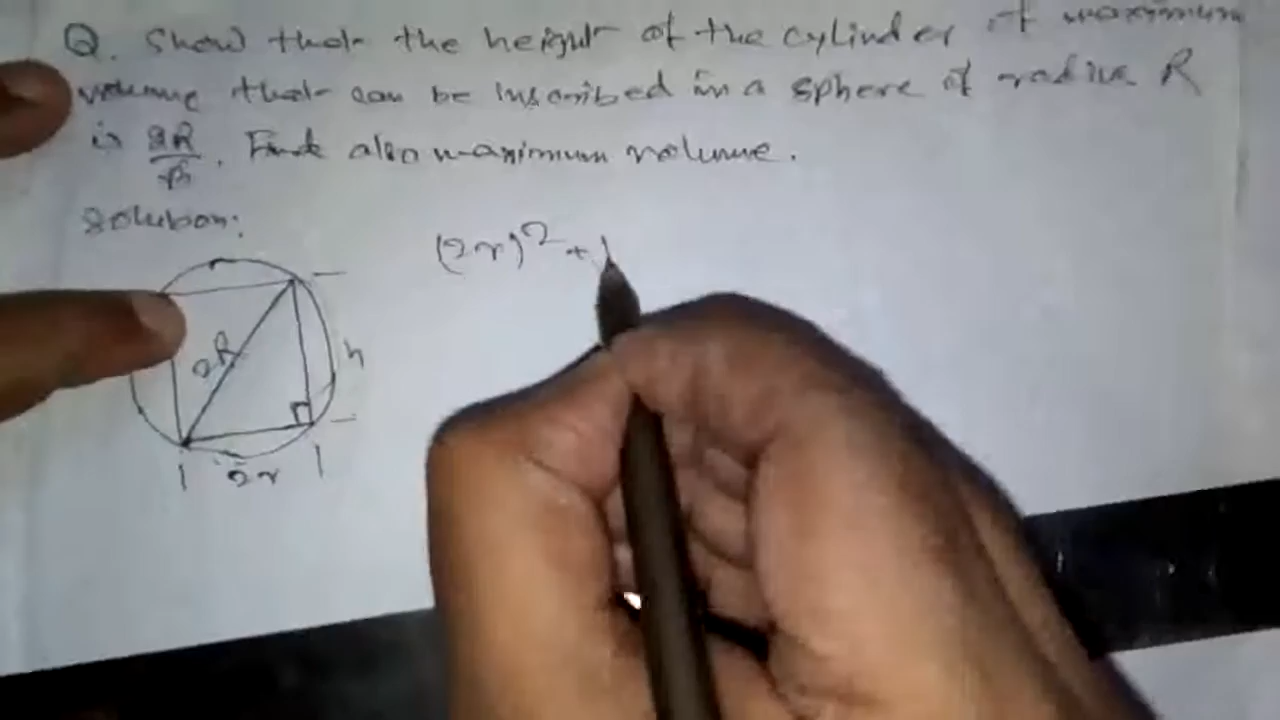 Q. Show that the height of the cylinder of maximum
volume that can be inscribed in a sphere of radius R
is 2R/√3. Find also maximum volume.
Solution:
(2r)² + h
2R
h
2r